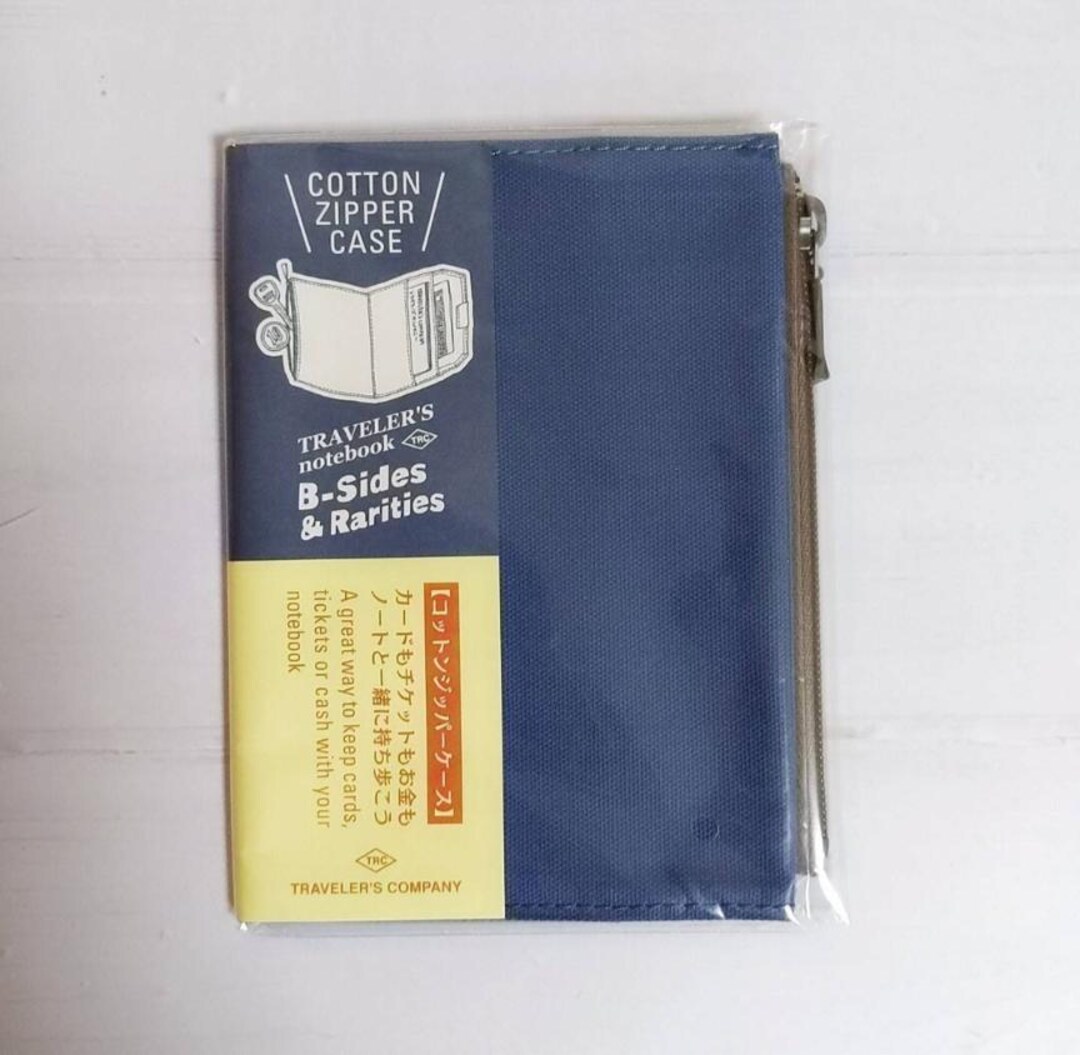 COTTON
ZIPPER
CASE
TRAVELER'S
notebook TRC
B-Sides
& Rarities
【コットンジッパーケース】
カードもチケットもお金も
ノートと一緒に持ち歩こう
A great way to keep cards,
tickets or cash with your
notebook
TRC
TRAVELER'S COMPANY